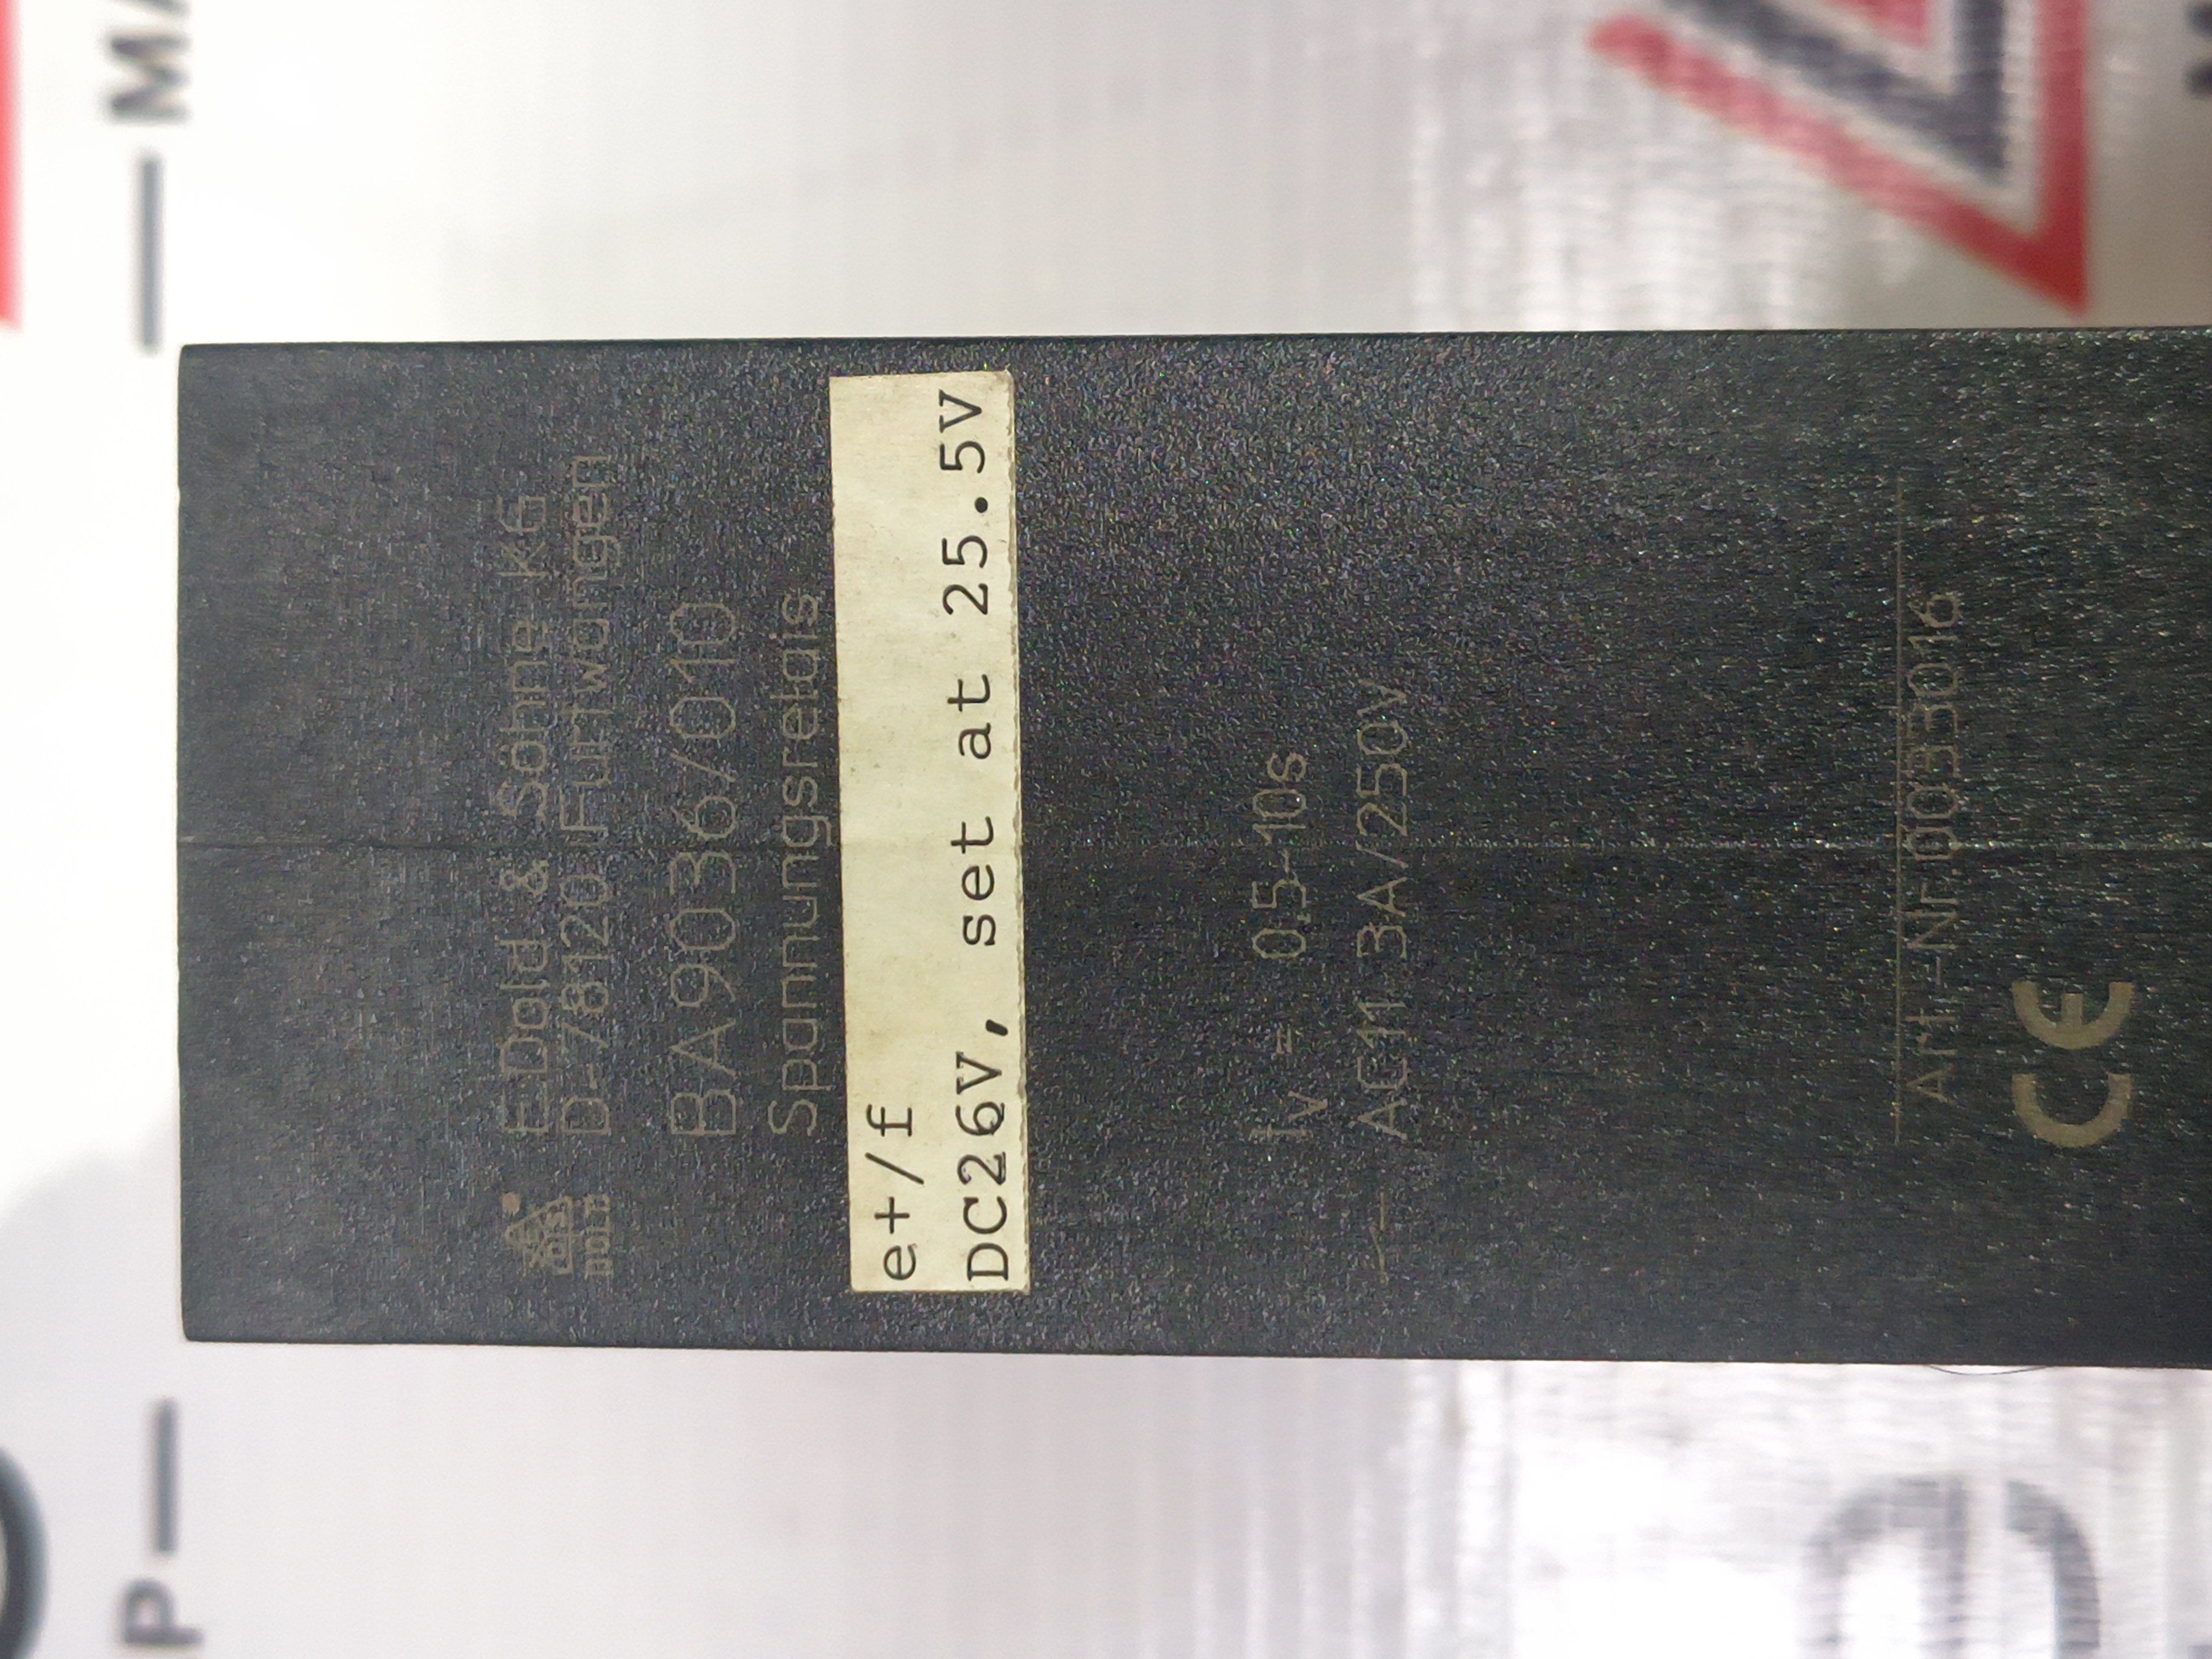 E.Dold & Söhne KG
D-78120 Furtwangen
DOLD
BA9036/010
Spannungsrelais
e+/f
DC26V, set at 25.5V
tv = 0.5-10s
AC11 3A/250V
Art.-Nr.0033016
CE